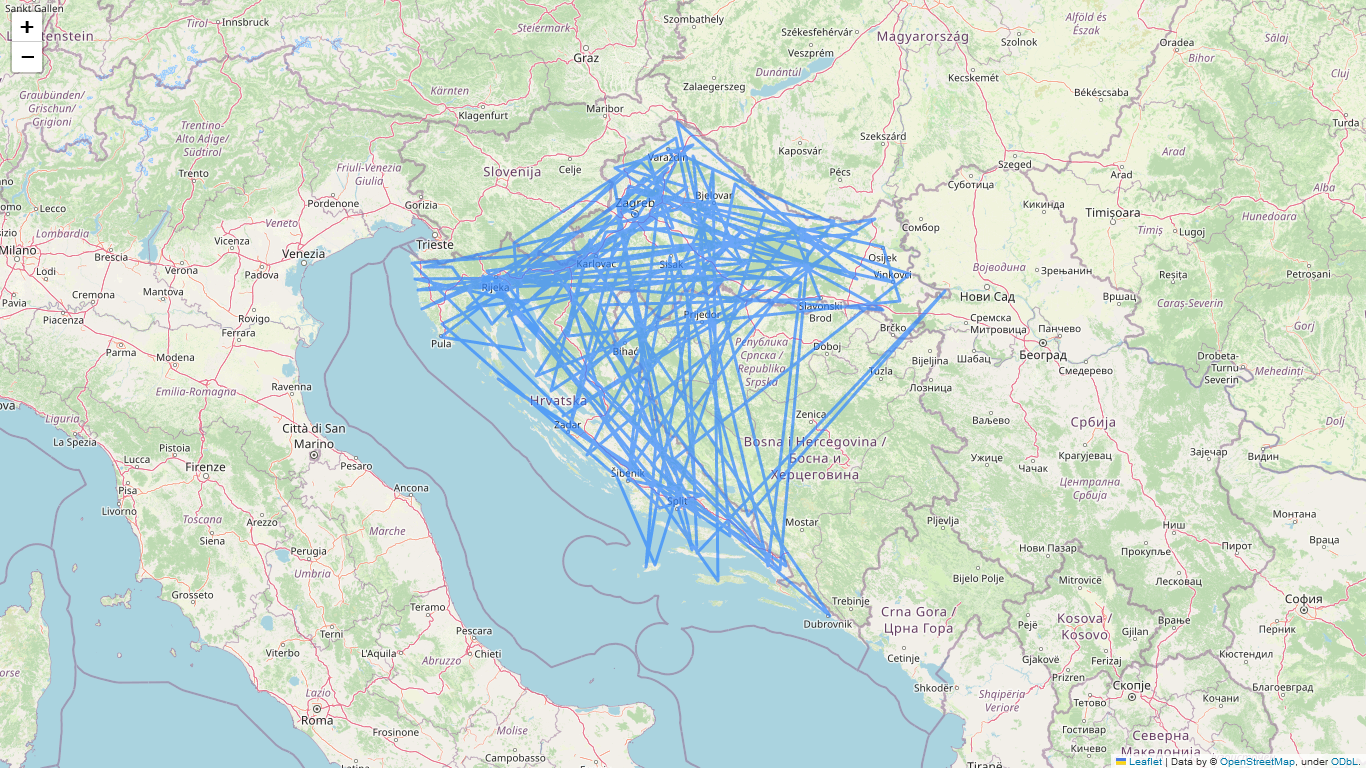 Sankt Gallen
+
−
Liechtenstein
Tirol
Innsbruck
Steiermark
Szombathely
Székesfehérvár
Veszprém
Magyarország
Alföld és
Észak
Szolnok
Oradea
Bihor
Sălaj
Graz
Dunántúl
Kecskemét
Cluj
Graubünden/
Grischun/
Grigioni
Kärnten
Klagenfurt
Maribor
Zalaegerszeg
Békéscsaba
Turda
Trentino-
Alto Adige/
Südtirol
Trento
Friuli-Venezia
Giulia
Slovenija
Celje
Varaždin
Kaposvár
Szekszárd
Pécs
Szeged
Arad
Arad
Alba
Суботица
Lecco
Pordenone
Gorizia
Zagreb
Bjelovar
Сомбор
Кикинда
Timișoara
Hunedoara
Lombardia
Veneto
Vicenza
Trieste
Timiș
Lugoj
Milano
Brescia
Verona
Venezia
Padova
Karlovac
Sisak
Osijek
Vinkovci
Војводина
Зрењанин
Reșița
Petroșani
Lodi
Cremona
Mantova
Rijeka
Pavia
Piacenza
Rovigo
Ferrara
Prijedor
Slavonski
Brod
Нови Сад
Вршац
Caraș-Severin
Gorj
Сремска
Митровица
Панчево
Parma
Modena
Pula
Bihać
Република
Српска /
Republika
Srpska
Doboj
Brčko
Bijeljina
Шабац
Београд
Смедерево
Drobeta-
Turnu
Severin
Mehedinți
Emilia-Romagna
Ravenna
Hrvatska
Tuzla
Лозница
Liguria
La Spezia
Città di San
Marino
Zadar
Zenica
Ваљево
Србија
Dolj
Pistoia
Lucca
Firenze
Pesaro
Bosna i Hercegovina /
Босна и
Херцеговина
Ужице
Крагујевац
Чачак
Зајечар
Видин
Pisa
Livorno
Ancona
Šibenik
Split
Централна
Србија
Toscana
Arezzo
Siena
Marche
Mostar
Pljevlja
Ниш
Монтана
Perugia
Umbria
Нови Пазар
Прокупље
Пирот
Враца
Grosseto
Teramo
Bijelo Polje
Mitrovicë
Лесковац
Trebinje
Dubrovnik
Crna Gora /
Црна Гора
Kosova /
Kosovo
Pejë
Gjilan
Врање
София
Перник
Terni
Pescara
Viterbo
L'Aquila
Chieti
Abruzzo
Cetinje
Gjakovë
Ferizaj
Кюстендил
Lazio
Roma
Shkodër
Prizren
Скопје
Благоевград
Shqipëria
Veriore
Тетово
Кочани
Frosinone
Molise
Campobasso
Гостивар
Кичево
Северна
Македонија
Tiranë
Leaflet | Data by © OpenStreetMap, under ODbL.